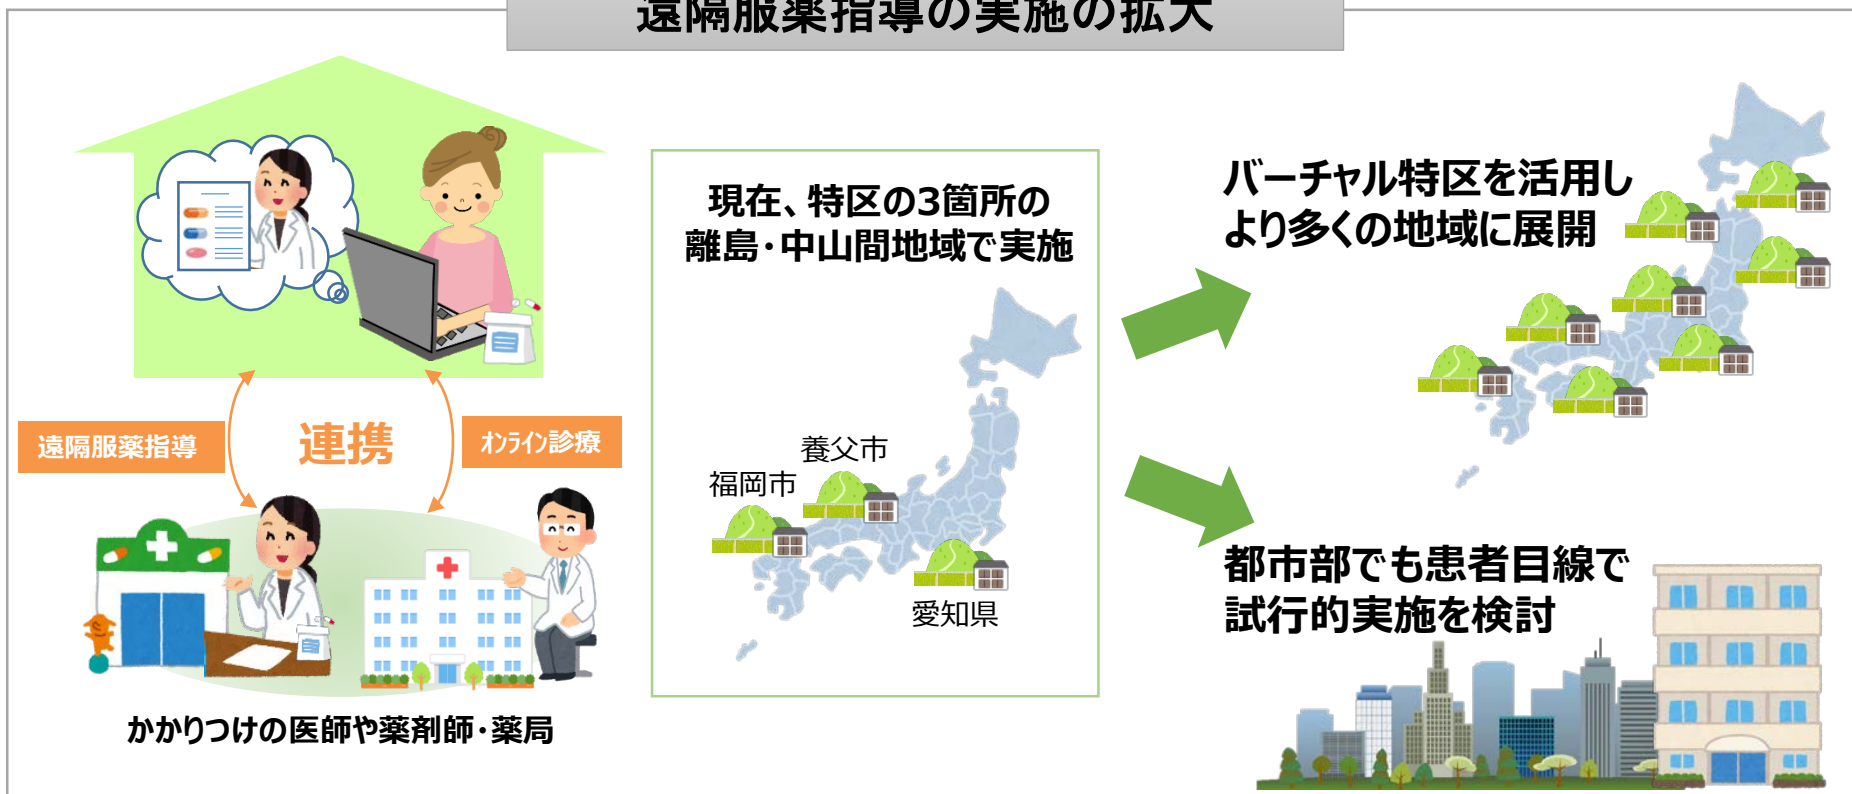 遠隔服薬指導の実施の拡大
遠隔服薬指導
連携
オンライン診療
かかりつけの医師や薬剤師・薬局
現在、特区の3箇所の
離島・中山間地域で実施
養父市
福岡市
愛知県
バーチャル特区を活用し
より多くの地域に展開
都市部でも患者目線で
試行的実施を検討